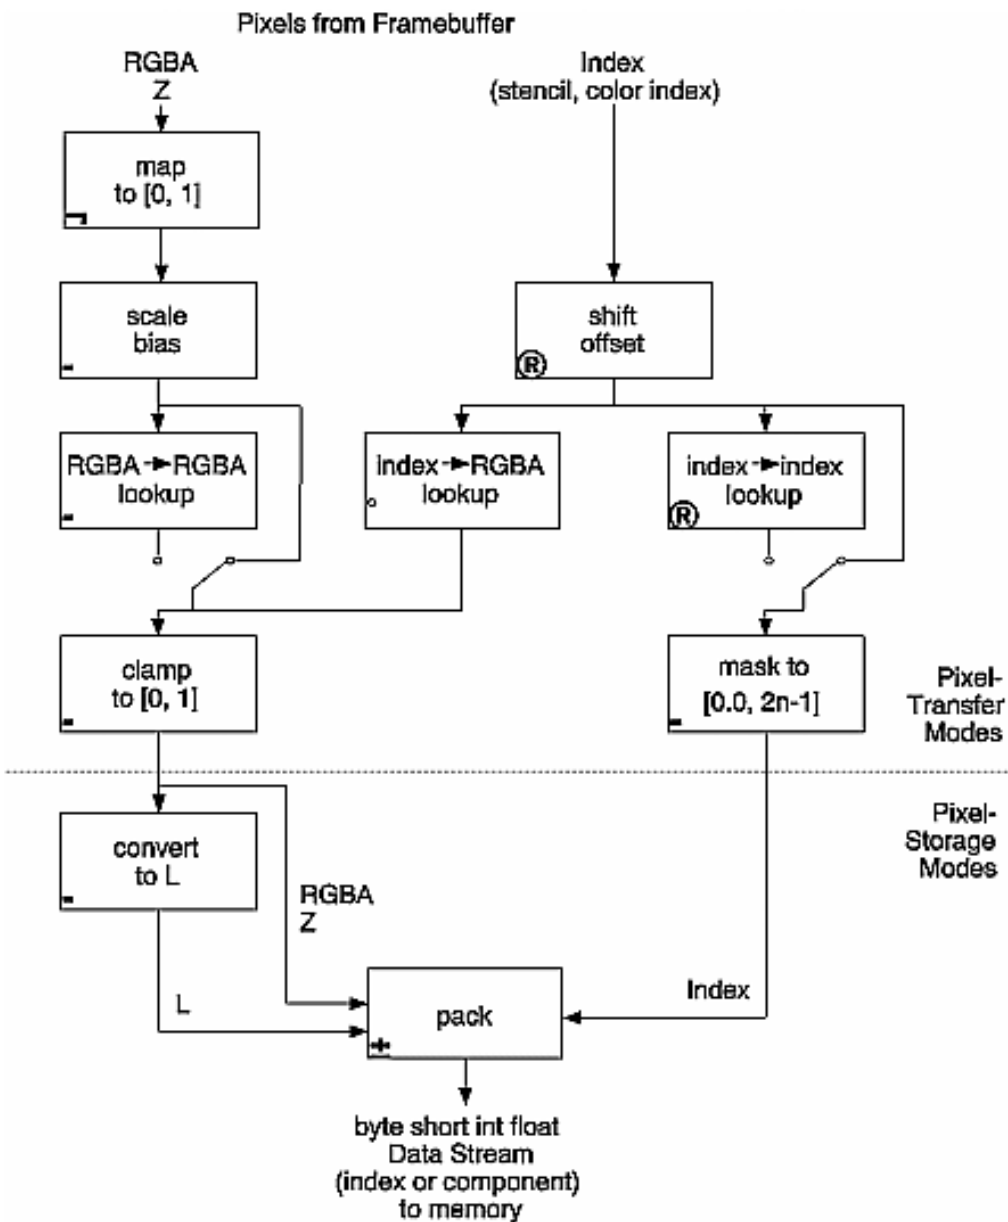 Pixels from Framebuffer
RGBA
Z
Index
(stencil, color index)
map
to [0, 1]
scale
bias
shift
offset
®
RGBA→RGBA
lookup
index→RGBA
lookup
index→index
lookup
®
clamp
to [0, 1]
mask to
[0.0, 2n-1]
Pixel-
Transfer
Modes
convert
to L
Pixel-
Storage
Modes
RGBA
Z
L
Index
pack
byte short int float
Data Stream
(index or component)
to memory